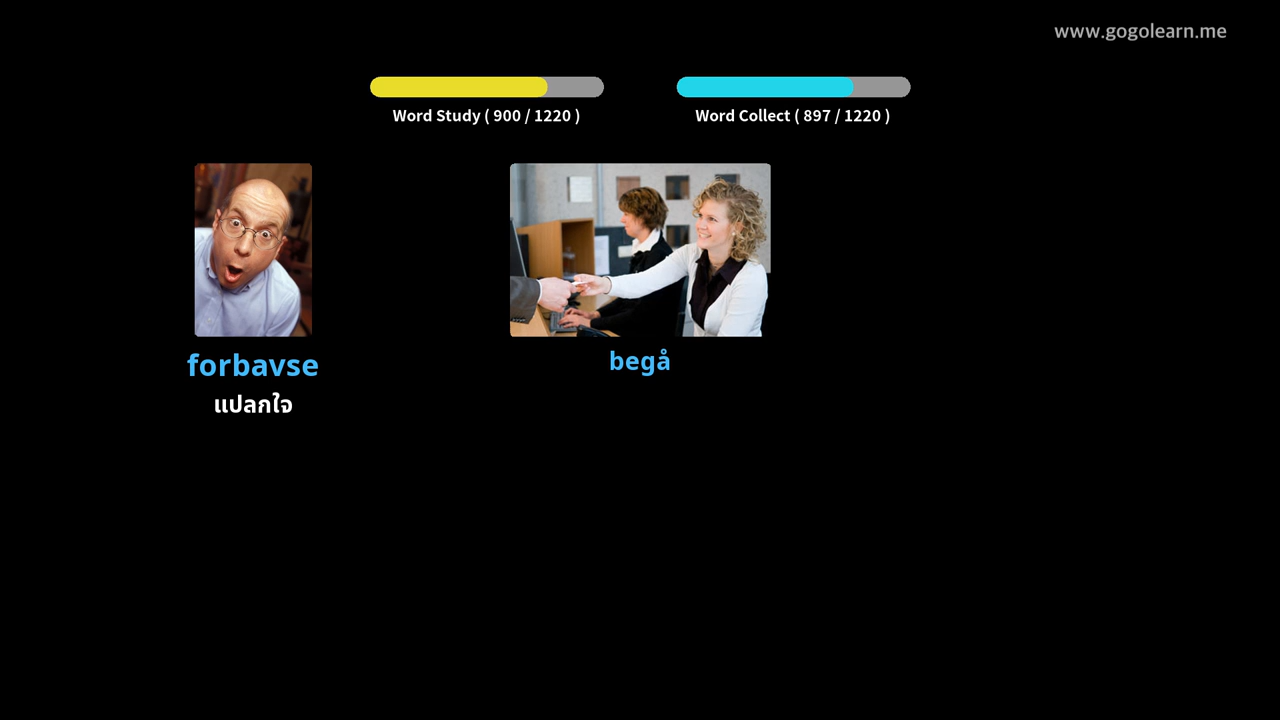 www.gogolearn.me
Word Study ( 900 / 1220 )
Word Collect ( 897 / 1220 )
forbavse
แปลกใจ
begå